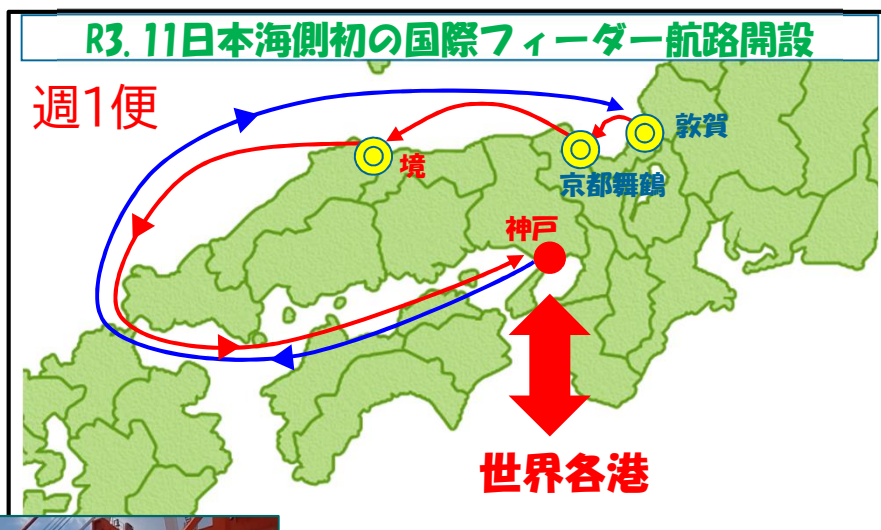 R3.11日本海側初の国際フィーダー航路開設
週1便
敦賀
京都舞鶴
境
神戸
世界各港